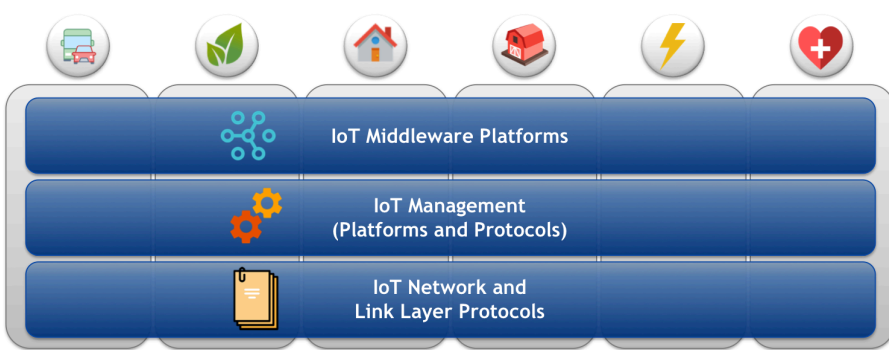 IoT Middleware Platforms
IoT Management
(Platforms and Protocols)
IoT Network and
Link Layer Protocols